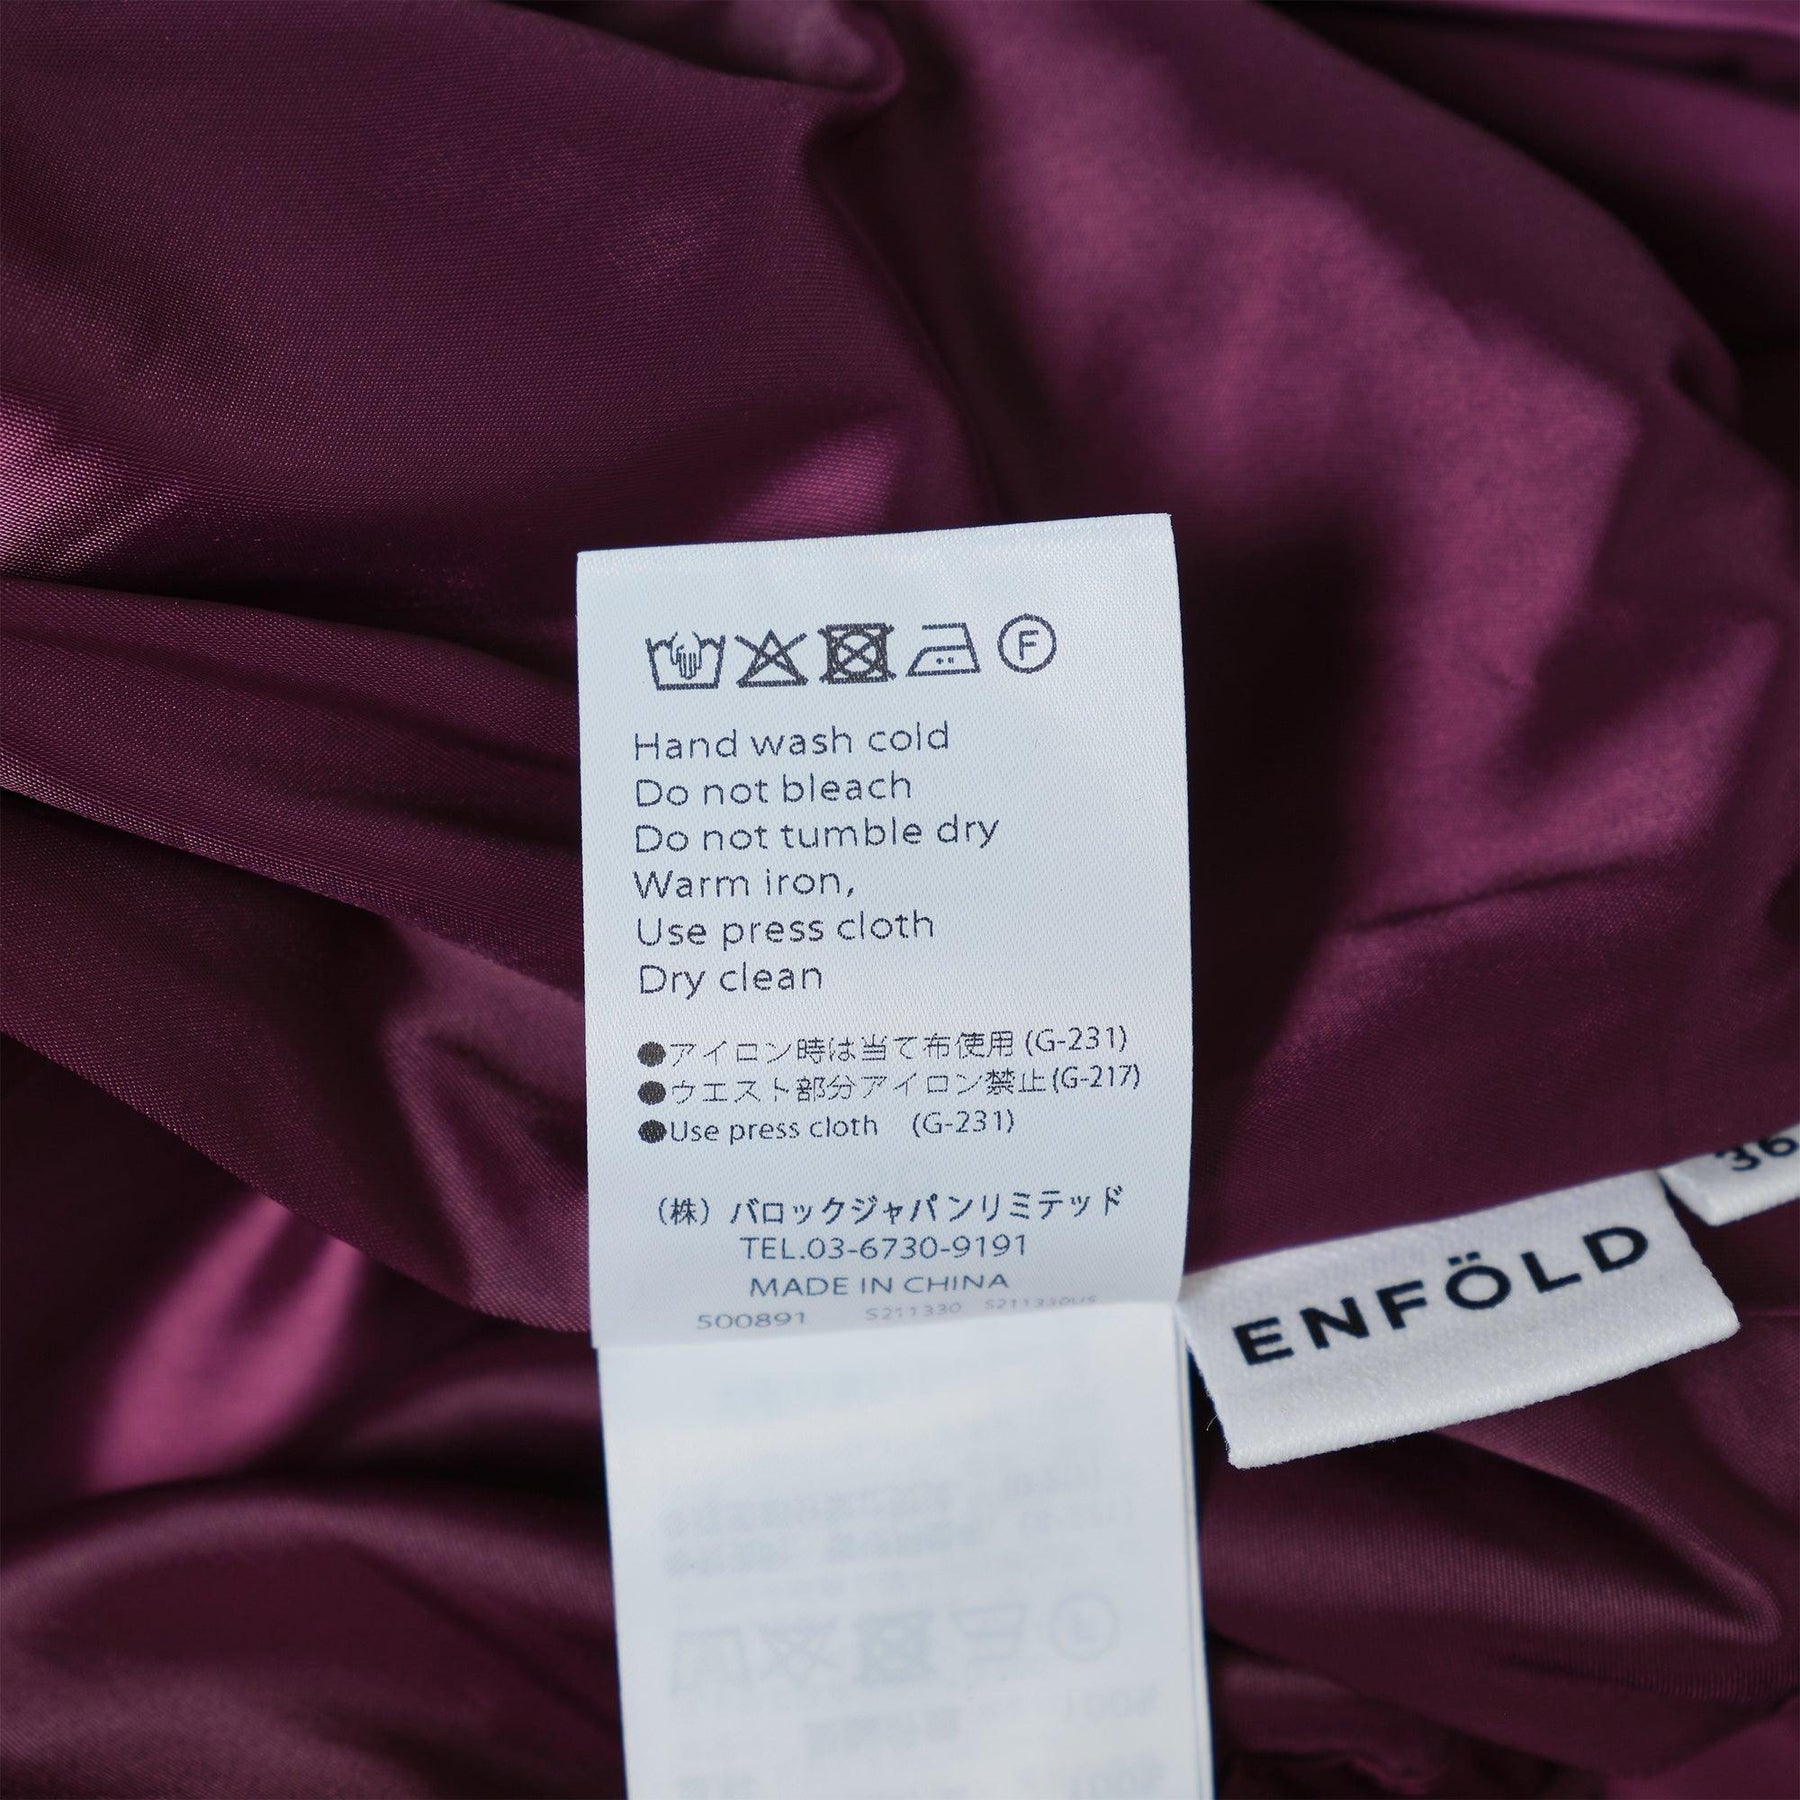 F
Hand wash cold
Do not bleach
Do not tumble dry
Warm iron,
Use press cloth
Dry clean
●アイロン時は当て布使用 (G-231)
●ウエスト部分アイロン禁止(G-217)
●Use press cloth (G-231)
(株) バロックジャパンリミテッド
TEL.03-6730-9191
MADE IN CHINA
500891 S211330 S211330US
ENFÖLD
36